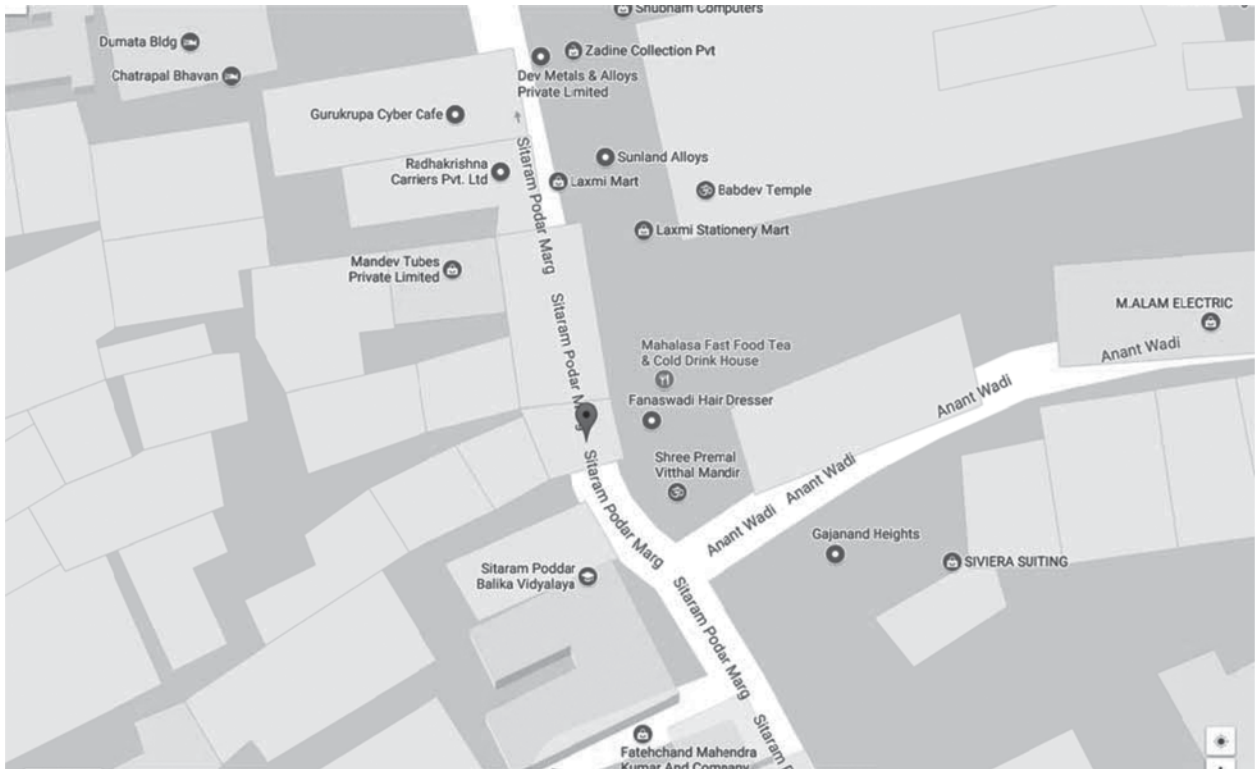 Shubham Computers
Dumata Bldg
Zadine Collection Pvt
Chatrapal Bhavan
Dev Metals & Alloys
Private Limited
Gurukrupa Cyber Cafe
Sitaram Podar Marg
Sunland Alloys
Radhakrishna
Carriers Pvt. Ltd
Laxmi Mart
Babdev Temple
Laxmi Stationery Mart
Mandev Tubes
Private Limited
Sitaram Podar Marg
M.ALAM ELECTRIC
Anant Wadi
Mahalasa Fast Food Tea
& Cold Drink House
Anant Wadi
Fanaswadi Hair Dresser
Shree Premal
Vitthal Mandir
Anant Wadi
Sitaram Podar Marg
Anant Wadi
Gajanand Heights
SIVIERA SUITING
Sitaram Poddar
Balika Vidyalaya
Sitaram Podar Marg
Sitaram
Fatehchand Mahendra
Kumar And Company